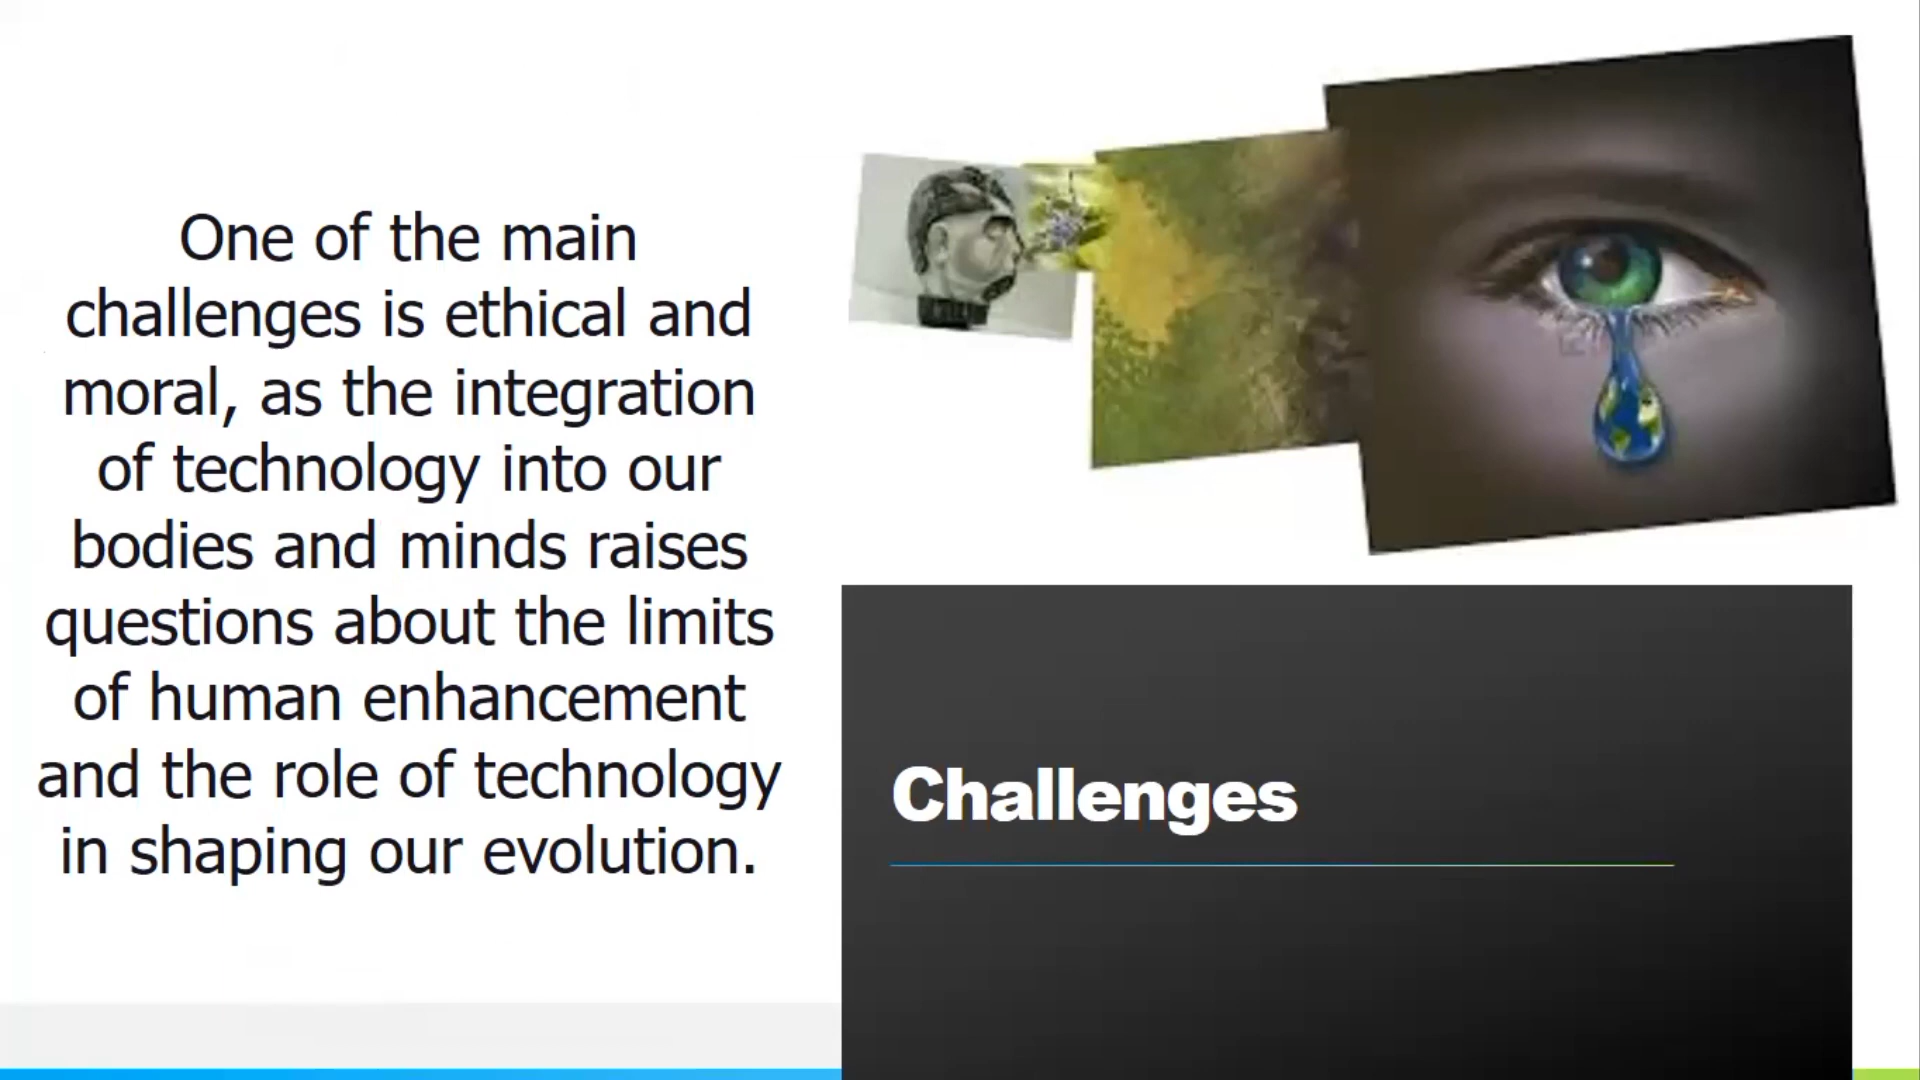 One of the main
challenges is ethical and
moral, as the integration
of technology into our
bodies and minds raises
questions about the limits
of human enhancement
and the role of technology
in shaping our evolution.
Challenges